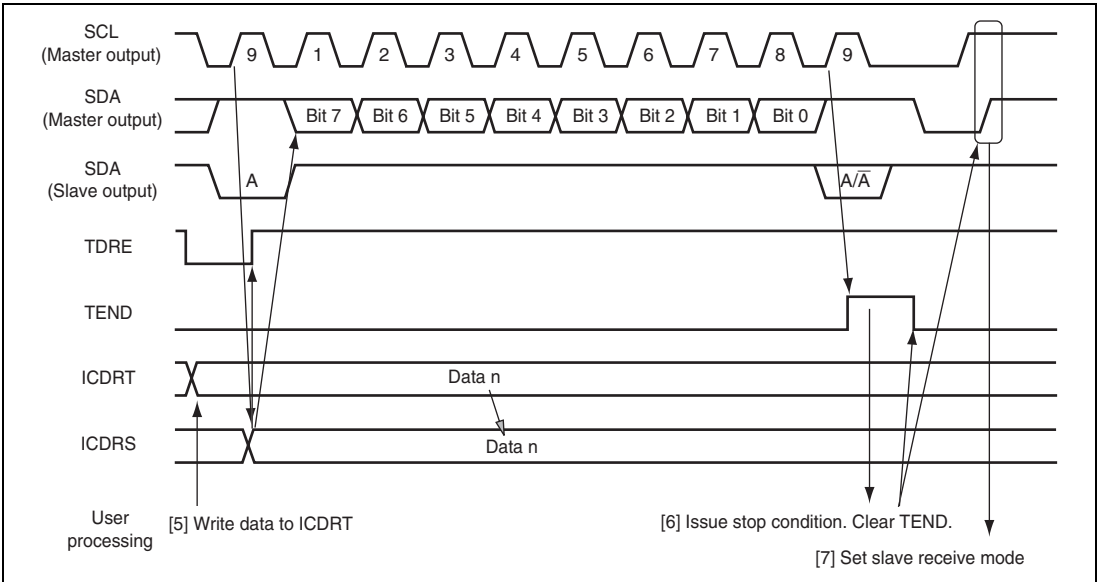 SCL
(Master output)
9 1 2 3 4 5 6 7 8 9
SDA
(Master output)
Bit 7 Bit 6 Bit 5 Bit 4 Bit 3 Bit 2 Bit 1 Bit 0
SDA
(Slave output)
A A/A̅
TDRE
TEND
ICDRT
Data n
ICDRS
Data n
User
processing
[5] Write data to ICDRT
[6] Issue stop condition. Clear TEND.
[7] Set slave receive mode